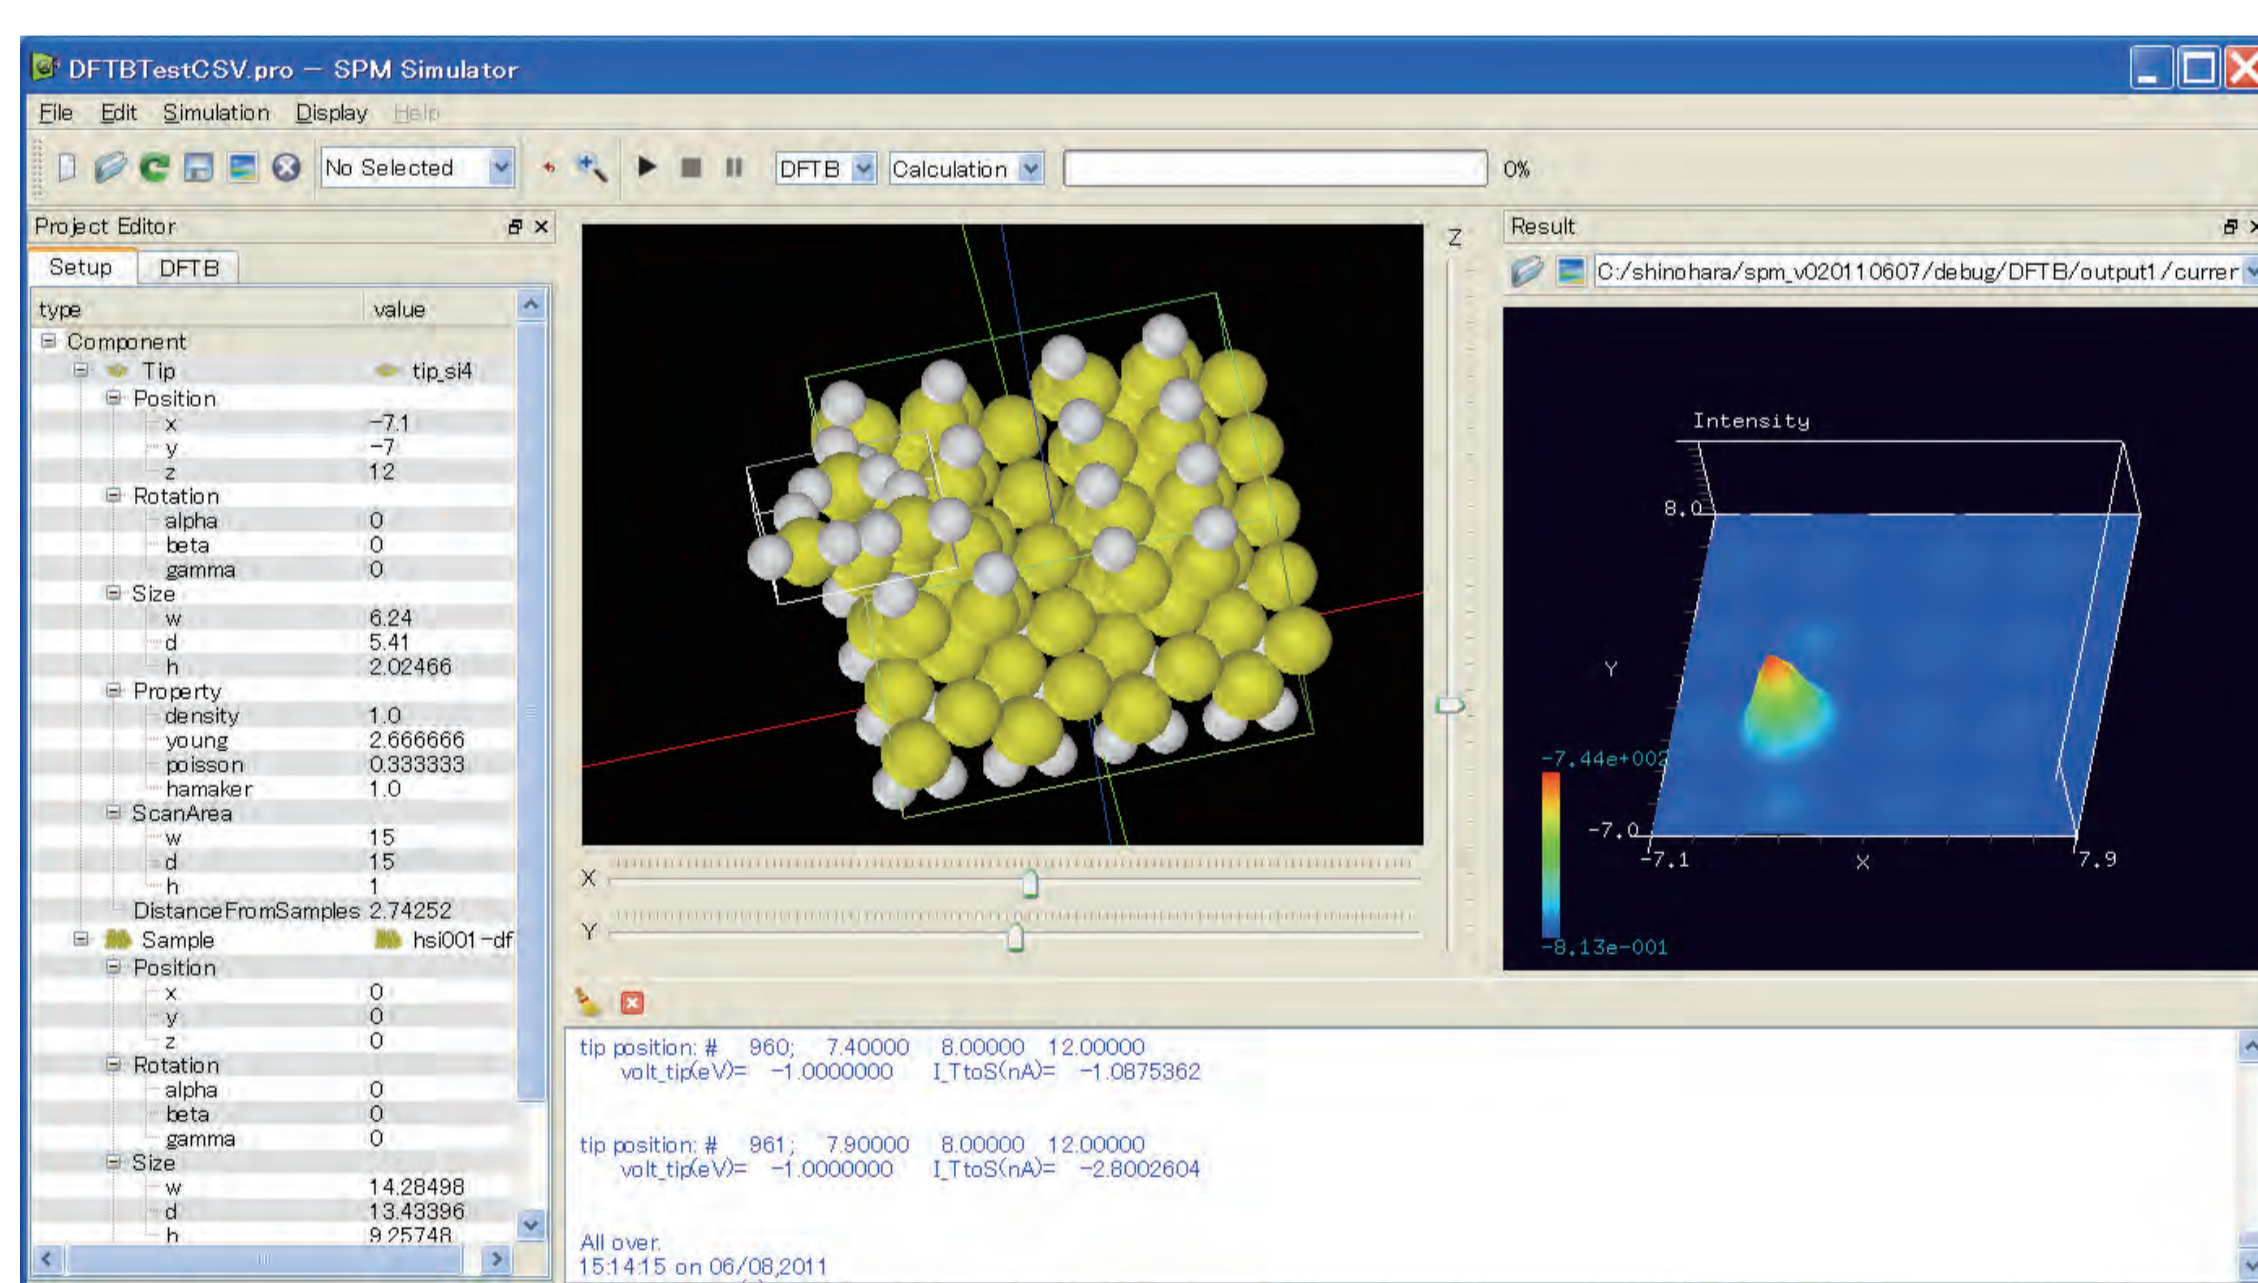 DFTBTestCSV.pro — SPM Simulator
File Edit Simulation Display Help
No Selected DFTB Calculation 0%
Project Editor
Setup DFTB
type value
Component
Tip tip_si4
Position
x -7.1
y -7
z 12
Rotation
alpha 0
beta 0
gamma 0
Size
w 6.24
d 5.41
h 2.02466
Property
density 1.0
young 2.666666
poisson 0.333333
hamaker 1.0
ScanArea
w 15
d 15
h 1
DistanceFromSamples 2.74252
Sample hsi001-df
Position
x 0
y 0
z 0
Rotation
alpha 0
beta 0
gamma 0
Size
w 14.28498
d 13.43396
h 9.25748
Z
X
Y
Result
C:/shinohara/spm_v020110607/debug/DFTB/output1/currer
Intensity
8.0
Y
-7.44e+002
-7.0
-7.1 X 7.9
-8.13e-001
tip position: # 960; 7.40000 8.00000 12.00000
volt_tip(eV)= -1.0000000 I_TtoS(nA)= -1.0875362
tip position: # 961; 7.90000 8.00000 12.00000
volt_tip(eV)= -1.0000000 I_TtoS(nA)= -2.8002604
All over.
15:14:15 on 06/08,2011